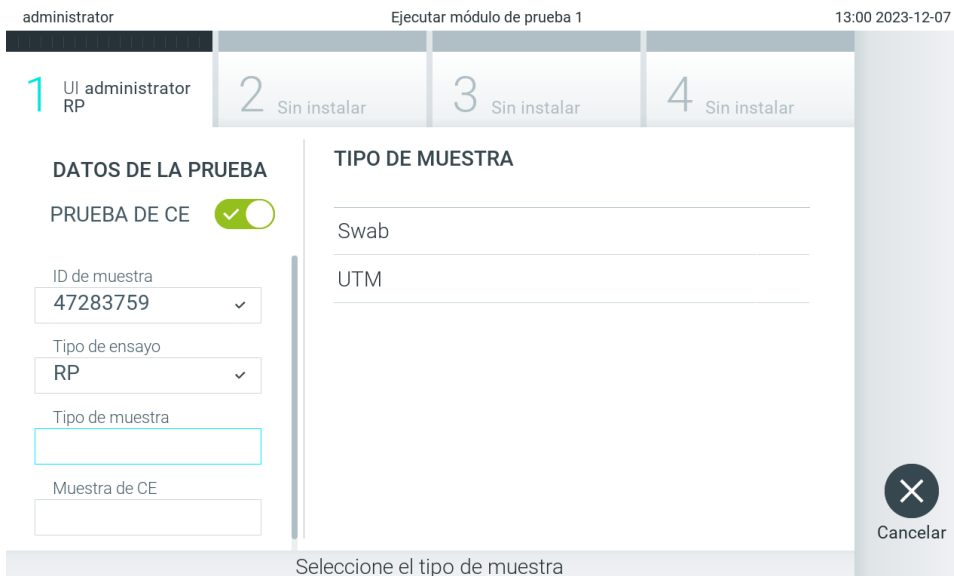 administrator
Ejecutar módulo de prueba 1
13:00 2023-12-07
1 UI administrator
RP
2 Sin instalar
3 Sin instalar
4 Sin instalar
DATOS DE LA PRUEBA
PRUEBA DE CE
ID de muestra
47283759
Tipo de ensayo
RP
Tipo de muestra
Muestra de CE
TIPO DE MUESTRA
Swab
UTM
Cancelar
Seleccione el tipo de muestra